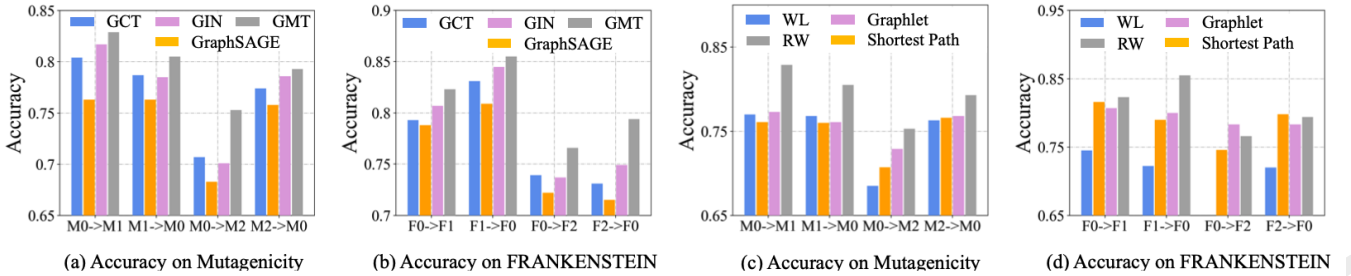 0.85
0.8
0.75
0.7
0.65
Accuracy
GCT
GIN
GMT
GraphSAGE
M0->M1
M1->M0
M0->M2
M2->M0
(a) Accuracy on Mutagenicity
0.9
0.85
0.8
0.75
0.7
Accuracy
GCT
GIN
GMT
GraphSAGE
F0->F1
F1->F0
F0->F2
F2->F0
(b) Accuracy on FRANKENSTEIN
0.85
0.75
0.65
Accuracy
WL
Graphlet
RW
Shortest Path
M0->M1
M1->M0
M0->M2
M2->M0
(c) Accuracy on Mutagenicity
0.95
0.85
0.75
0.65
Accuracy
WL
Graphlet
RW
Shortest Path
F0->F1
F1->F0
F0->F2
F2->F0
(d) Accuracy on FRANKENSTEIN